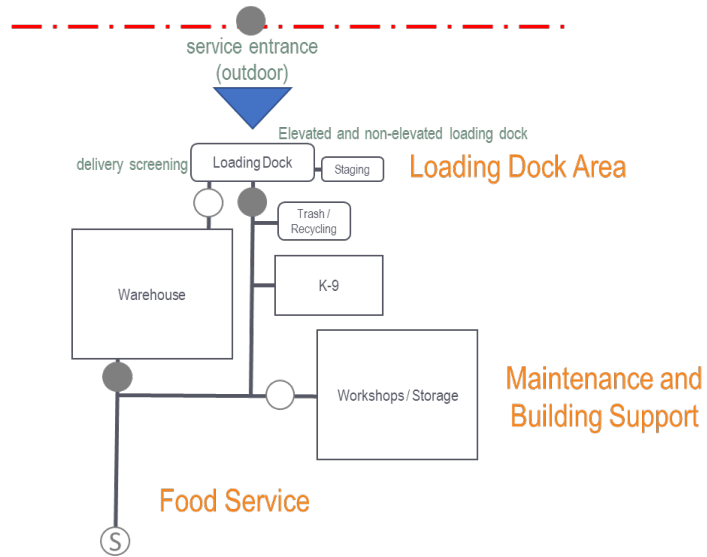 service entrance
(outdoor)
Elevated and non-elevated loading dock
delivery screening
Loading Dock
Staging
Loading Dock Area
Trash /
Recycling
Warehouse
K-9
Workshops / Storage
Maintenance and
Building Support
Food Service
S